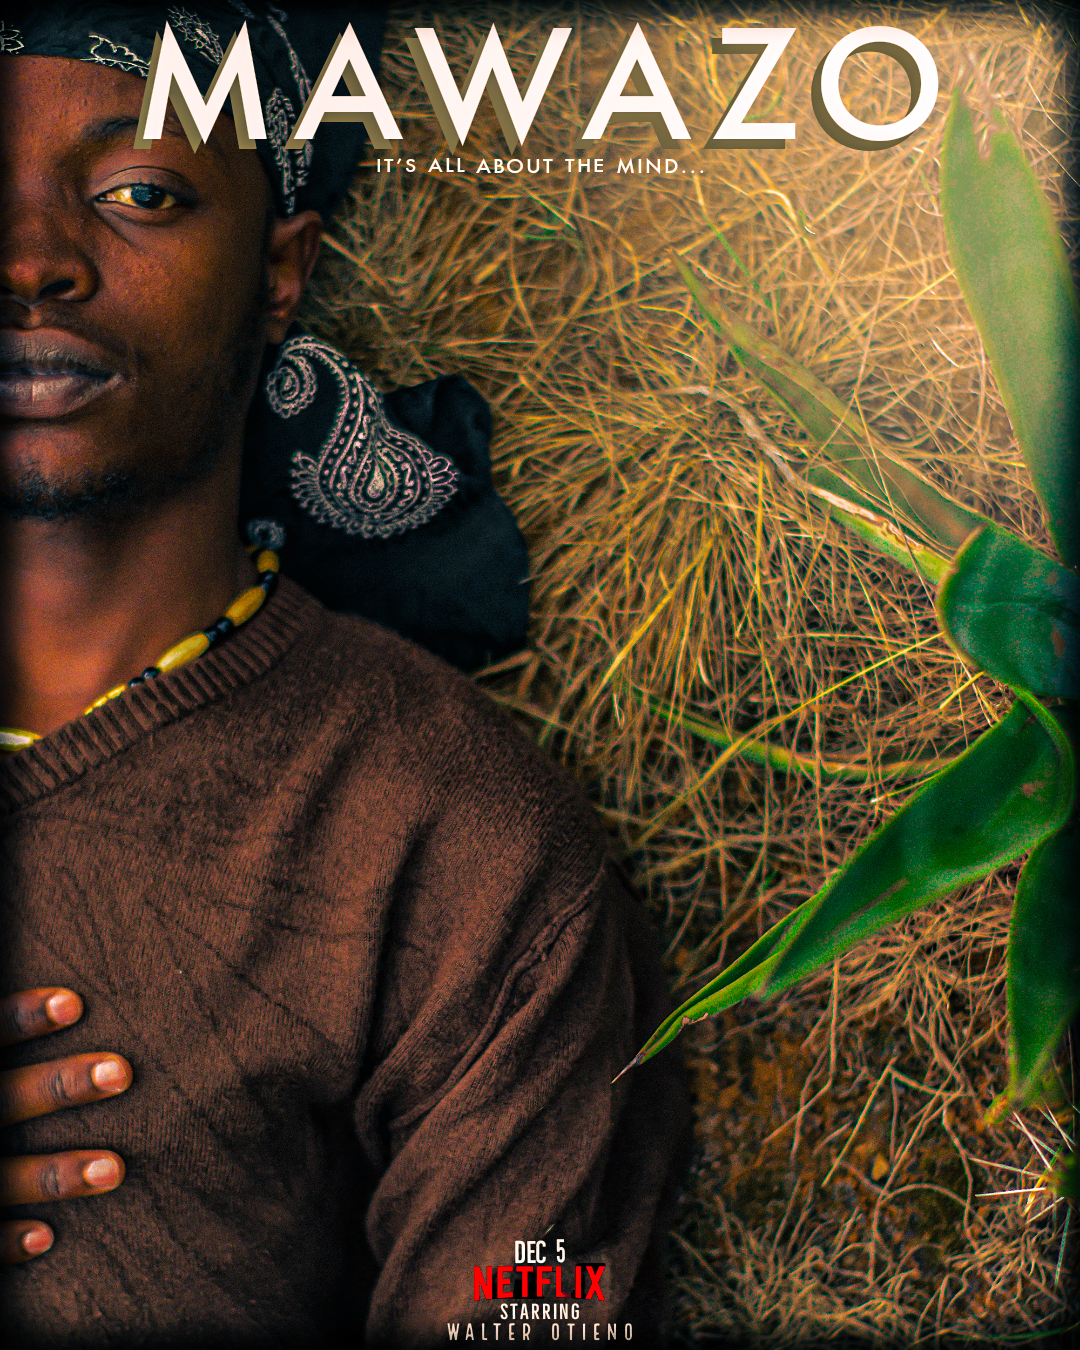 MAWAZO
IT'S ALL ABOUT THE MIND...
DEC 5
NETFLIX
STARRING
WALTER OTIENO